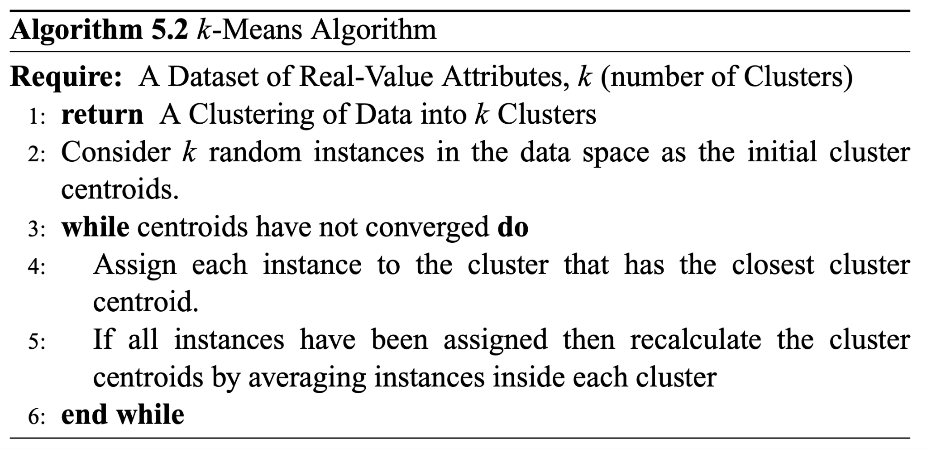 Algorithm 5.2 k-Means Algorithm
Require: A Dataset of Real-Value Attributes, k (number of Clusters)
1: return A Clustering of Data into k Clusters
2: Consider k random instances in the data space as the initial cluster
centroids.
3: while centroids have not converged do
4: Assign each instance to the cluster that has the closest cluster
centroid.
5: If all instances have been assigned then recalculate the cluster
centroids by averaging instances inside each cluster
6: end while